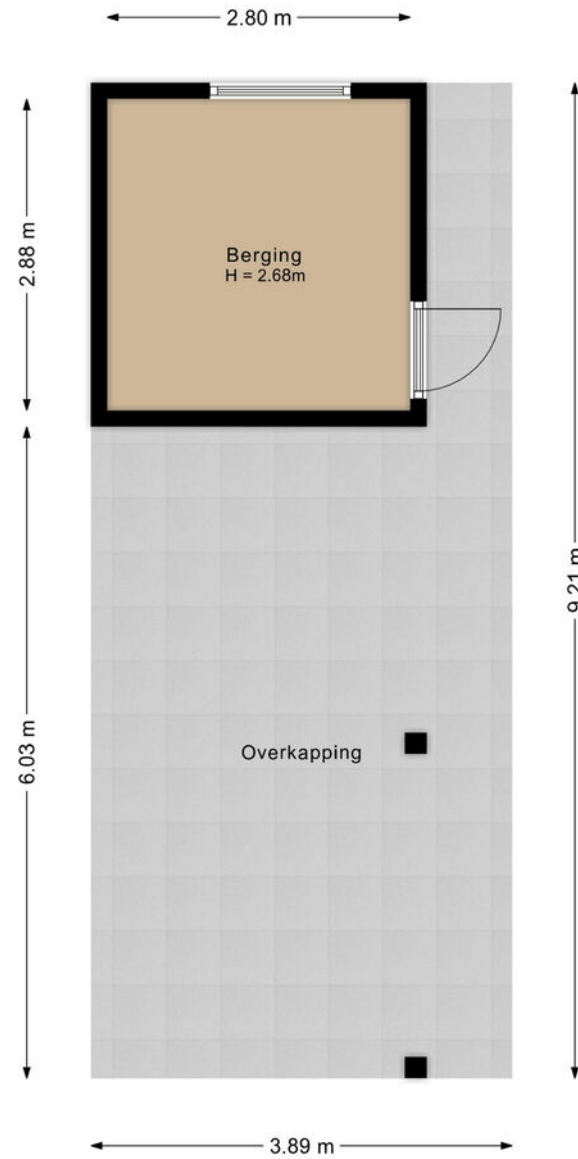 2.80 m
2.88 m
Berging
H = 2.68m
9.21 m
6.03 m
Overkapping
3.89 m